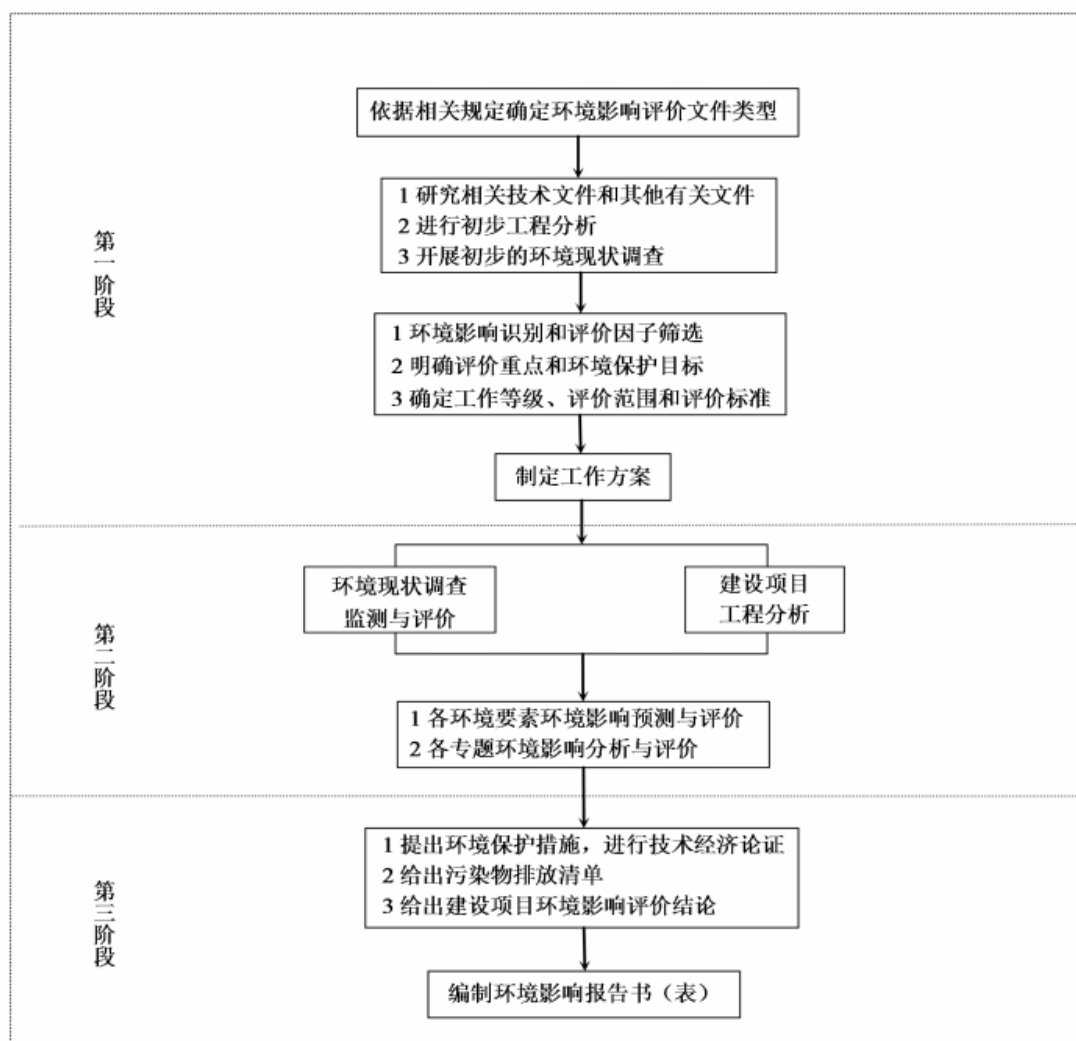 依据相关规定确定环境影响评价文件类型
1 研究相关技术文件和其他有关文件
2 进行初步工程分析
3 开展初步的环境现状调查
第一阶段
1 环境影响识别和评价因子筛选
2 明确评价重点和环境保护目标
3 确定工作等级、评价范围和评价标准
制定工作方案
环境现状调查
监测与评价
建设项目
工程分析
第二阶段
1 各环境要素环境影响预测与评价
2 各专题环境影响分析与评价
1 提出环境保护措施，进行技术经济论证
2 给出污染物排放清单
3 给出建设项目环境影响评价结论
第三阶段
编制环境影响报告书（表）